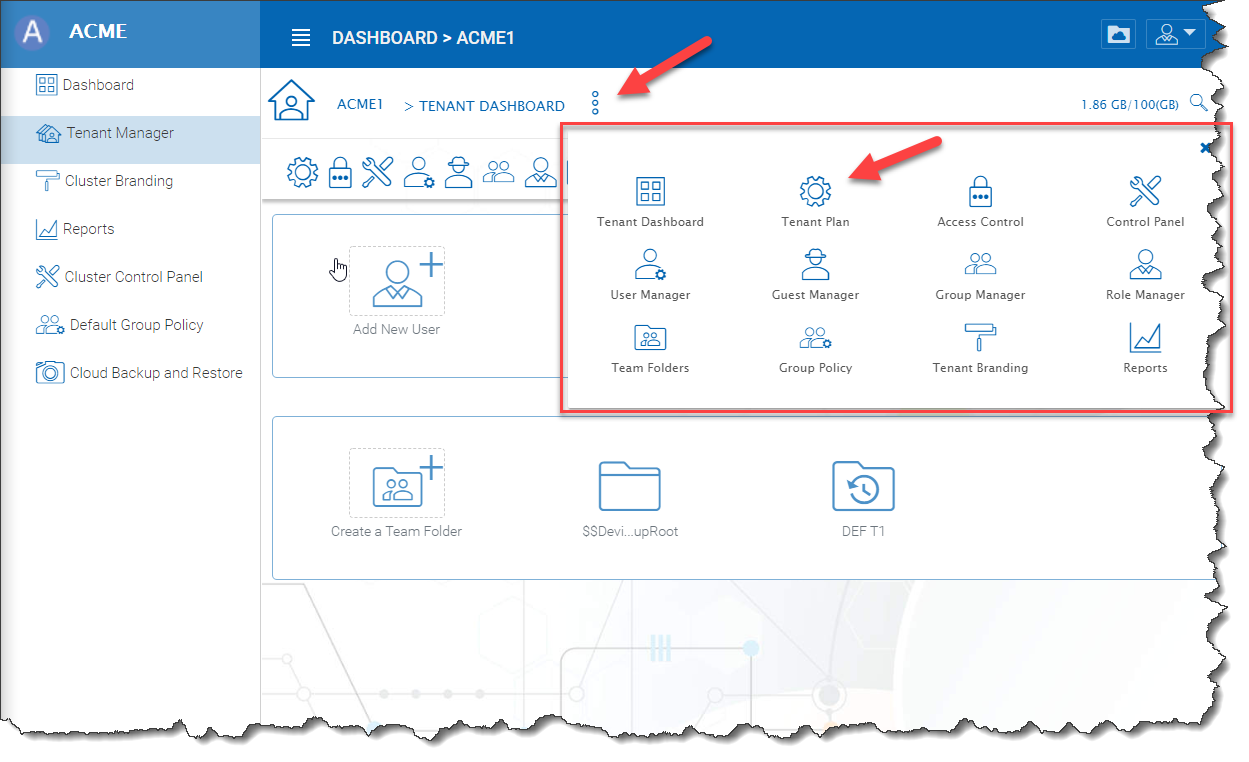 A ACME
DASHBOARD > ACME1
Dashboard
Tenant Manager
Cluster Branding
Reports
Cluster Control Panel
Default Group Policy
Cloud Backup and Restore
ACME1 > TENANT DASHBOARD
1.86 GB/100(GB)
Tenant Dashboard
Tenant Plan
Access Control
Control Panel
User Manager
Guest Manager
Group Manager
Role Manager
Team Folders
Group Policy
Tenant Branding
Reports
Add New User
Create a Team Folder
$$Devi...upRoot
DEF T1